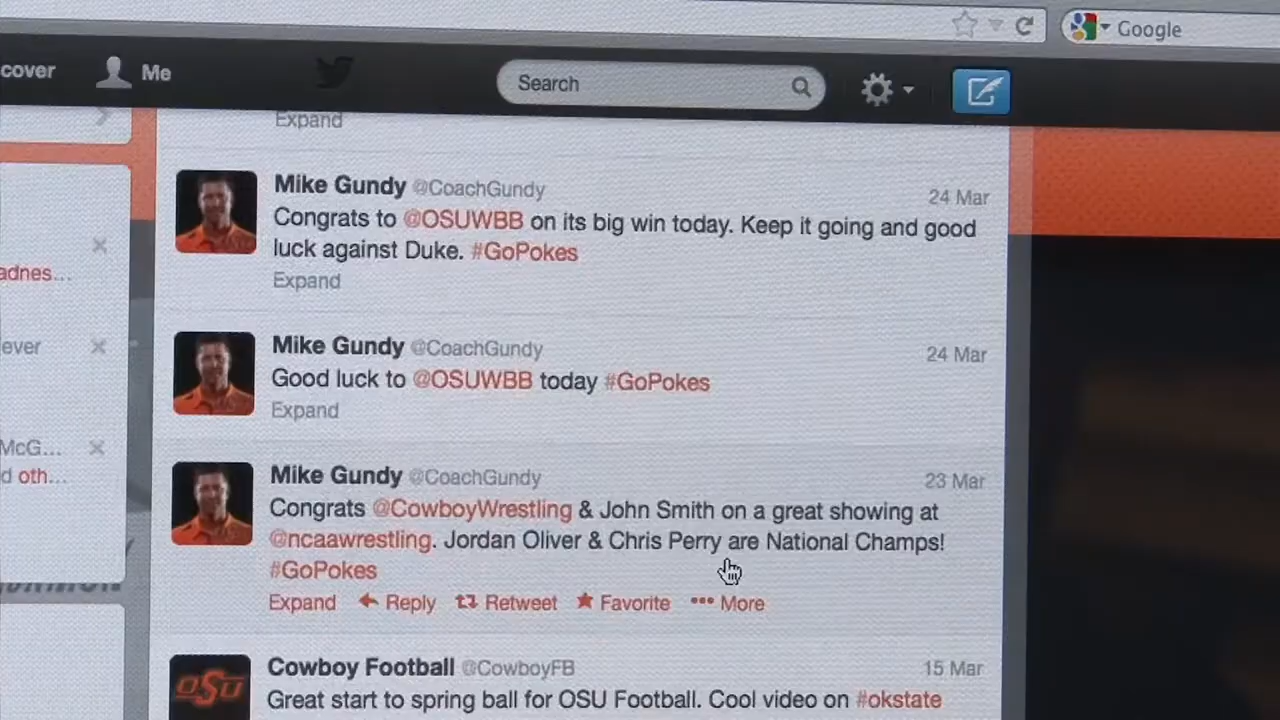 Google
cover
Me
Search
Expand
Mike Gundy @CoachGundy 24 Mar
Congrats to @OSUWBB on its big win today. Keep it going and good
luck against Duke. #GoPokes
Expand
adnes...
Mike Gundy @CoachGundy 24 Mar
ever
Good luck to @OSUWBB today #GoPokes
Expand
McG...
d oth...
Mike Gundy @CoachGundy 23 Mar
Congrats @CowboyWrestling & John Smith on a great showing at
@ncaawrestling. Jordan Oliver & Chris Perry are National Champs!
#GoPokes
Expand Reply Retweet Favorite ••• More
Cowboy Football @CowboyFB 15 Mar
OSU
Great start to spring ball for OSU Football. Cool video on #okstate